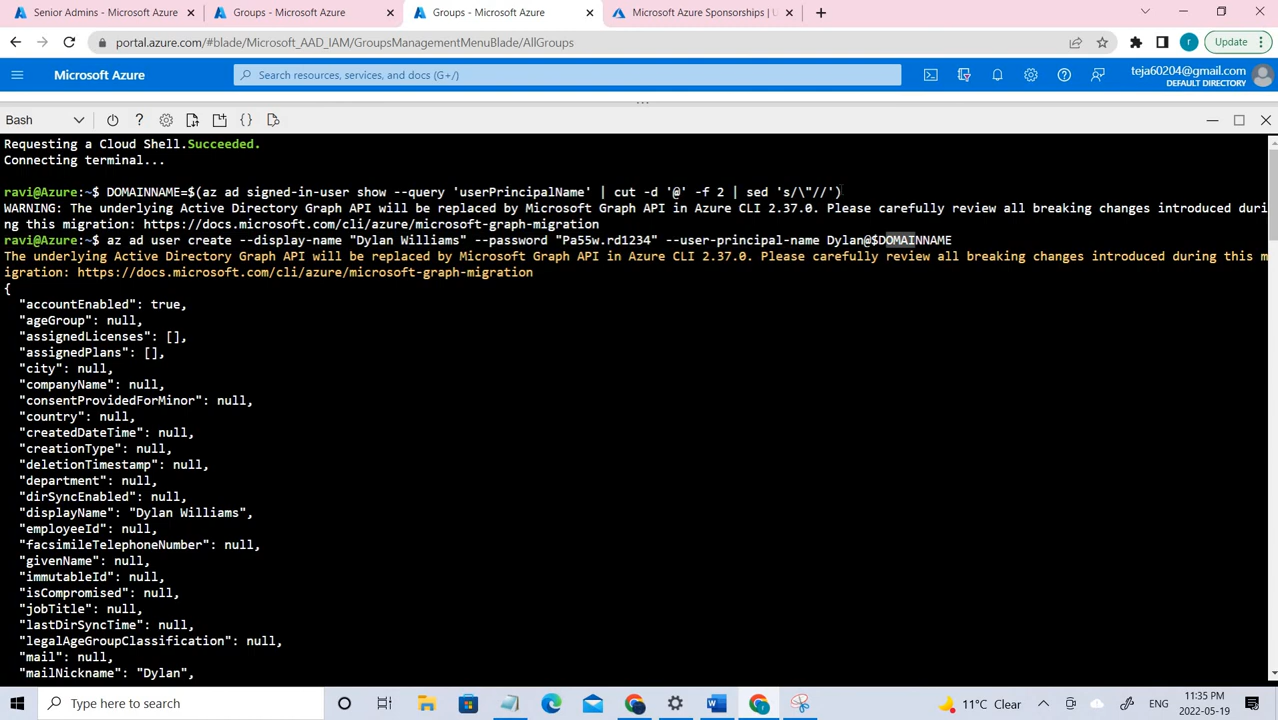 Senior Admins - Microsoft Azure
Groups - Microsoft Azure
Groups - Microsoft Azure
Microsoft Azure Sponsorships | U
portal.azure.com/#blade/Microsoft_AAD_IAM/GroupsManagementMenuBlade/AllGroups
r
Update
Microsoft Azure
Search resources, services, and docs (G+/)
teja60204@gmail.com
DEFAULT DIRECTORY
Bash
Requesting a Cloud Shell.Succeeded.
Connecting terminal...
ravi@Azure:~$ DOMAINNAME=$(az ad signed-in-user show --query 'userPrincipalName' | cut -d '@' -f 2 | sed 's/\"//')
WARNING: The underlying Active Directory Graph API will be replaced by Microsoft Graph API in Azure CLI 2.37.0. Please carefully review all breaking changes introduced duri
ng this migration: https://docs.microsoft.com/cli/azure/microsoft-graph-migration
ravi@Azure:~$ az ad user create --display-name "Dylan Williams" --password "Pa55w.rd1234" --user-principal-name Dylan@$DOMAINNAME
The underlying Active Directory Graph API will be replaced by Microsoft Graph API in Azure CLI 2.37.0. Please carefully review all breaking changes introduced during this m
igration: https://docs.microsoft.com/cli/azure/microsoft-graph-migration
{
"accountEnabled": true,
"ageGroup": null,
"assignedLicenses": [],
"assignedPlans": [],
"city": null,
"companyName": null,
"consentProvidedForMinor": null,
"country": null,
"createdDateTime": null,
"creationType": null,
"deletionTimestamp": null,
"department": null,
"dirSyncEnabled": null,
"displayName": "Dylan Williams",
"employeeId": null,
"facsimileTelephoneNumber": null,
"givenName": null,
"immutableId": null,
"isCompromised": null,
"jobTitle": null,
"lastDirSyncTime": null,
"legalAgeGroupClassification": null,
"mail": null,
"mailNickname": "Dylan",
Type here to search
11°C Clear
ENG
11:35 PM
2022-05-19